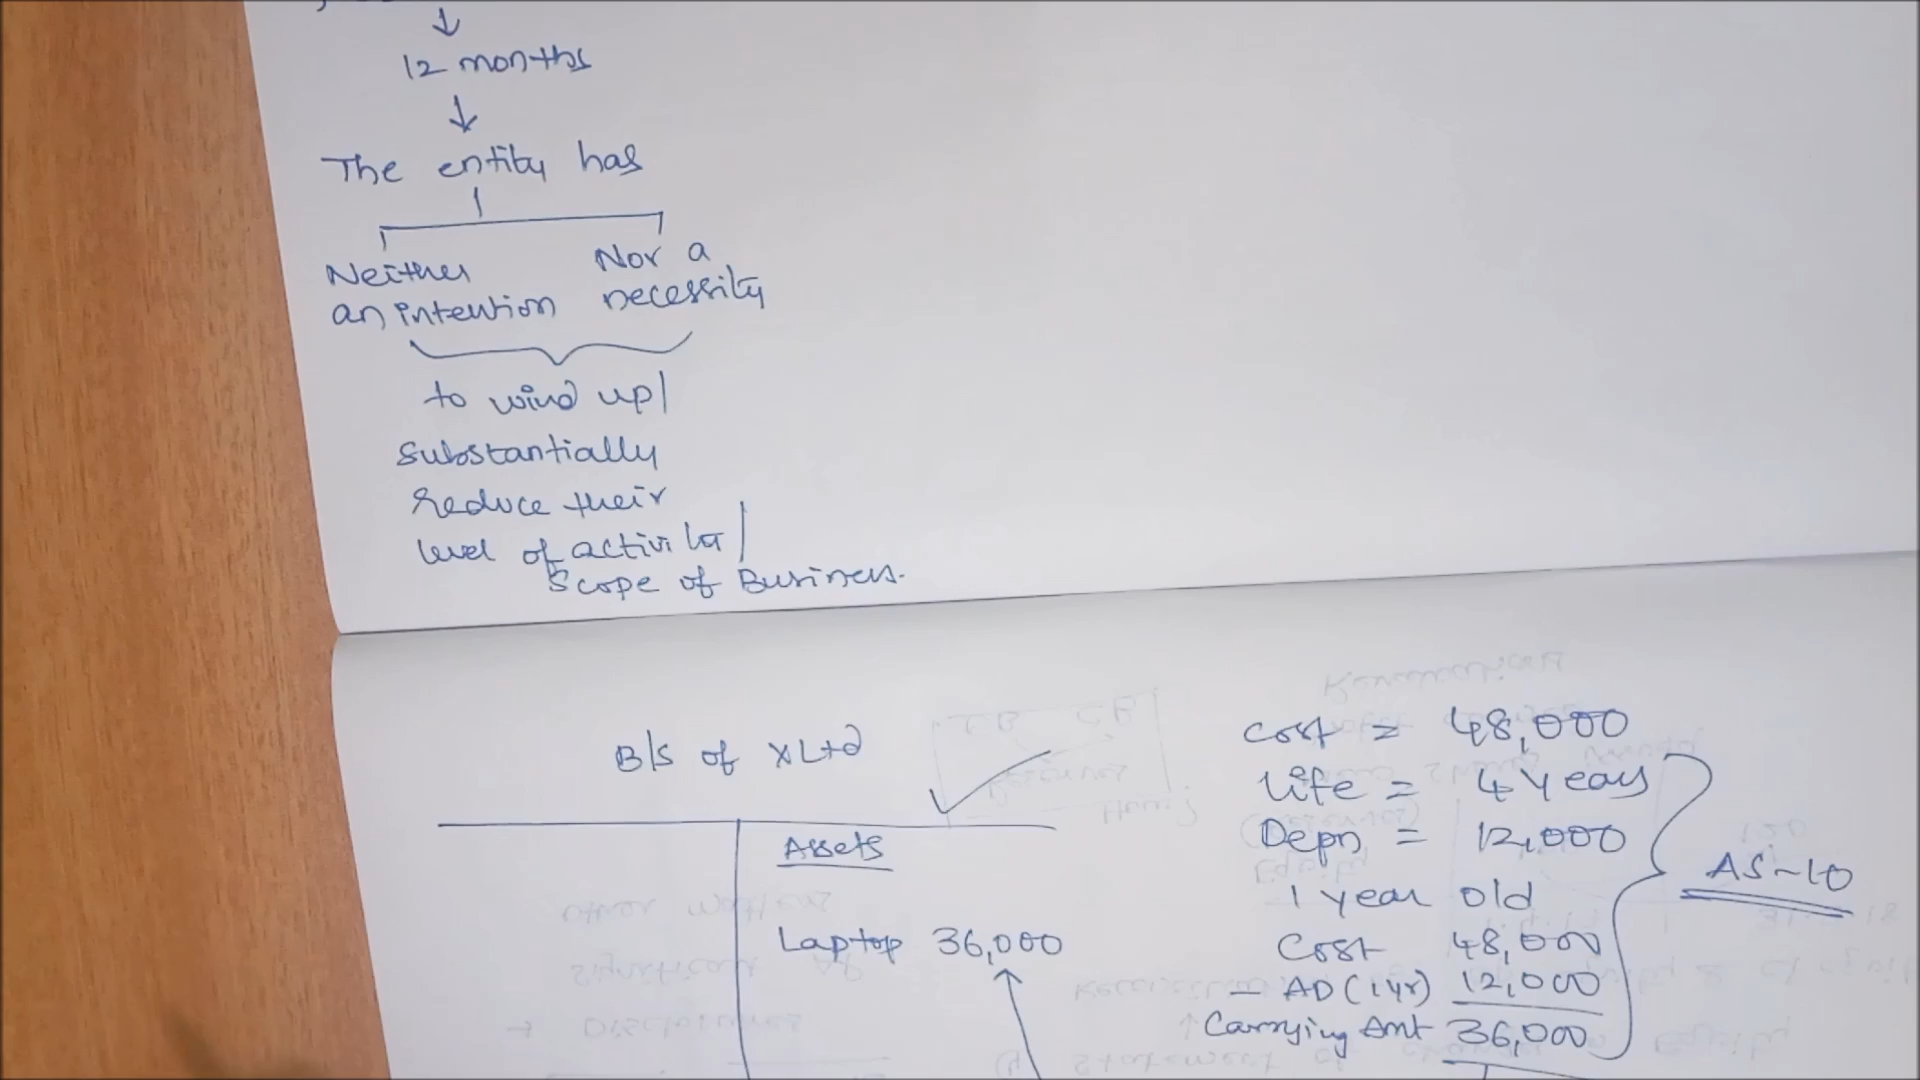 12 months
The entity has
Neither
an intention
Nor a
necessity
to wind up/
substantially
reduce their
level of activity /
Scope of Business.
B/s of X Ltd
Assets
Laptop 36,000
Cost = 48,000
Life = 4 Years
Depn = 12,000
1 year old
Cost 48,000
- AD (1 yr) 12,000
Carrying Amt 36,000
AS-10